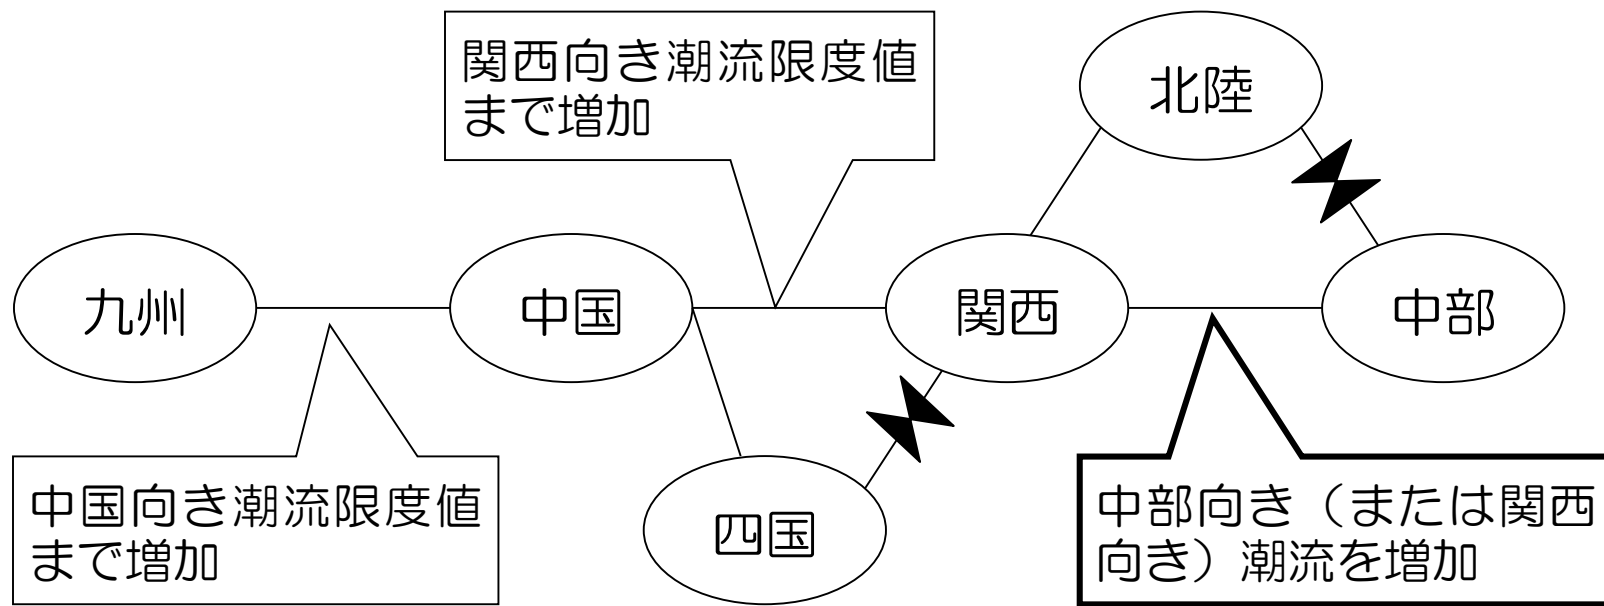 関西向き潮流限度値
まで増加
北陸
九州
中国
関西
中部
中国向き潮流限度値
まで増加
四国
中部向き（または関西
向き）潮流を増加